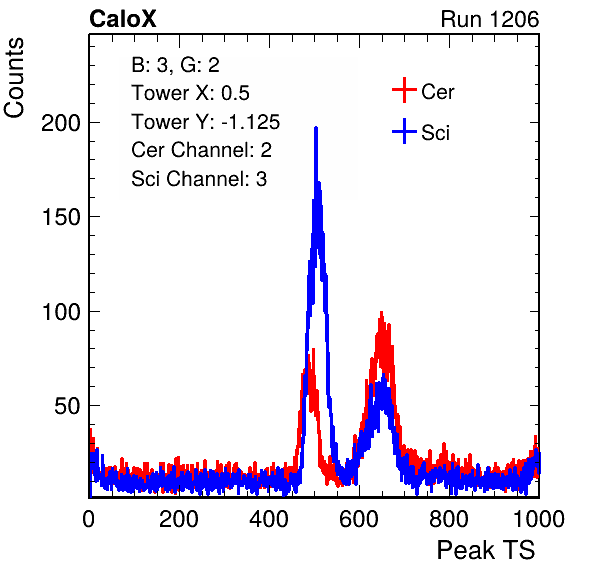 CaloX Run 1206
Counts
B: 3, G: 2
Tower X: 0.5
Tower Y: -1.125
Cer Channel: 2
Sci Channel: 3
Cer
Sci
200
150
100
50
0 200 400 600 800 1000
Peak TS